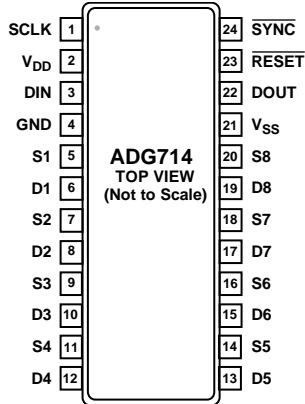 SCLK 1 24 SYNC
VDD 2 23 RESET
DIN 3 22 DOUT
GND 4 21 VSS
S1 5 ADG714 20 S8
D1 6 TOP VIEW 19 D8
S2 7 (Not to Scale) 18 S7
D2 8 17 D7
S3 9 16 S6
D3 10 15 D6
S4 11 14 S5
D4 12 13 D5